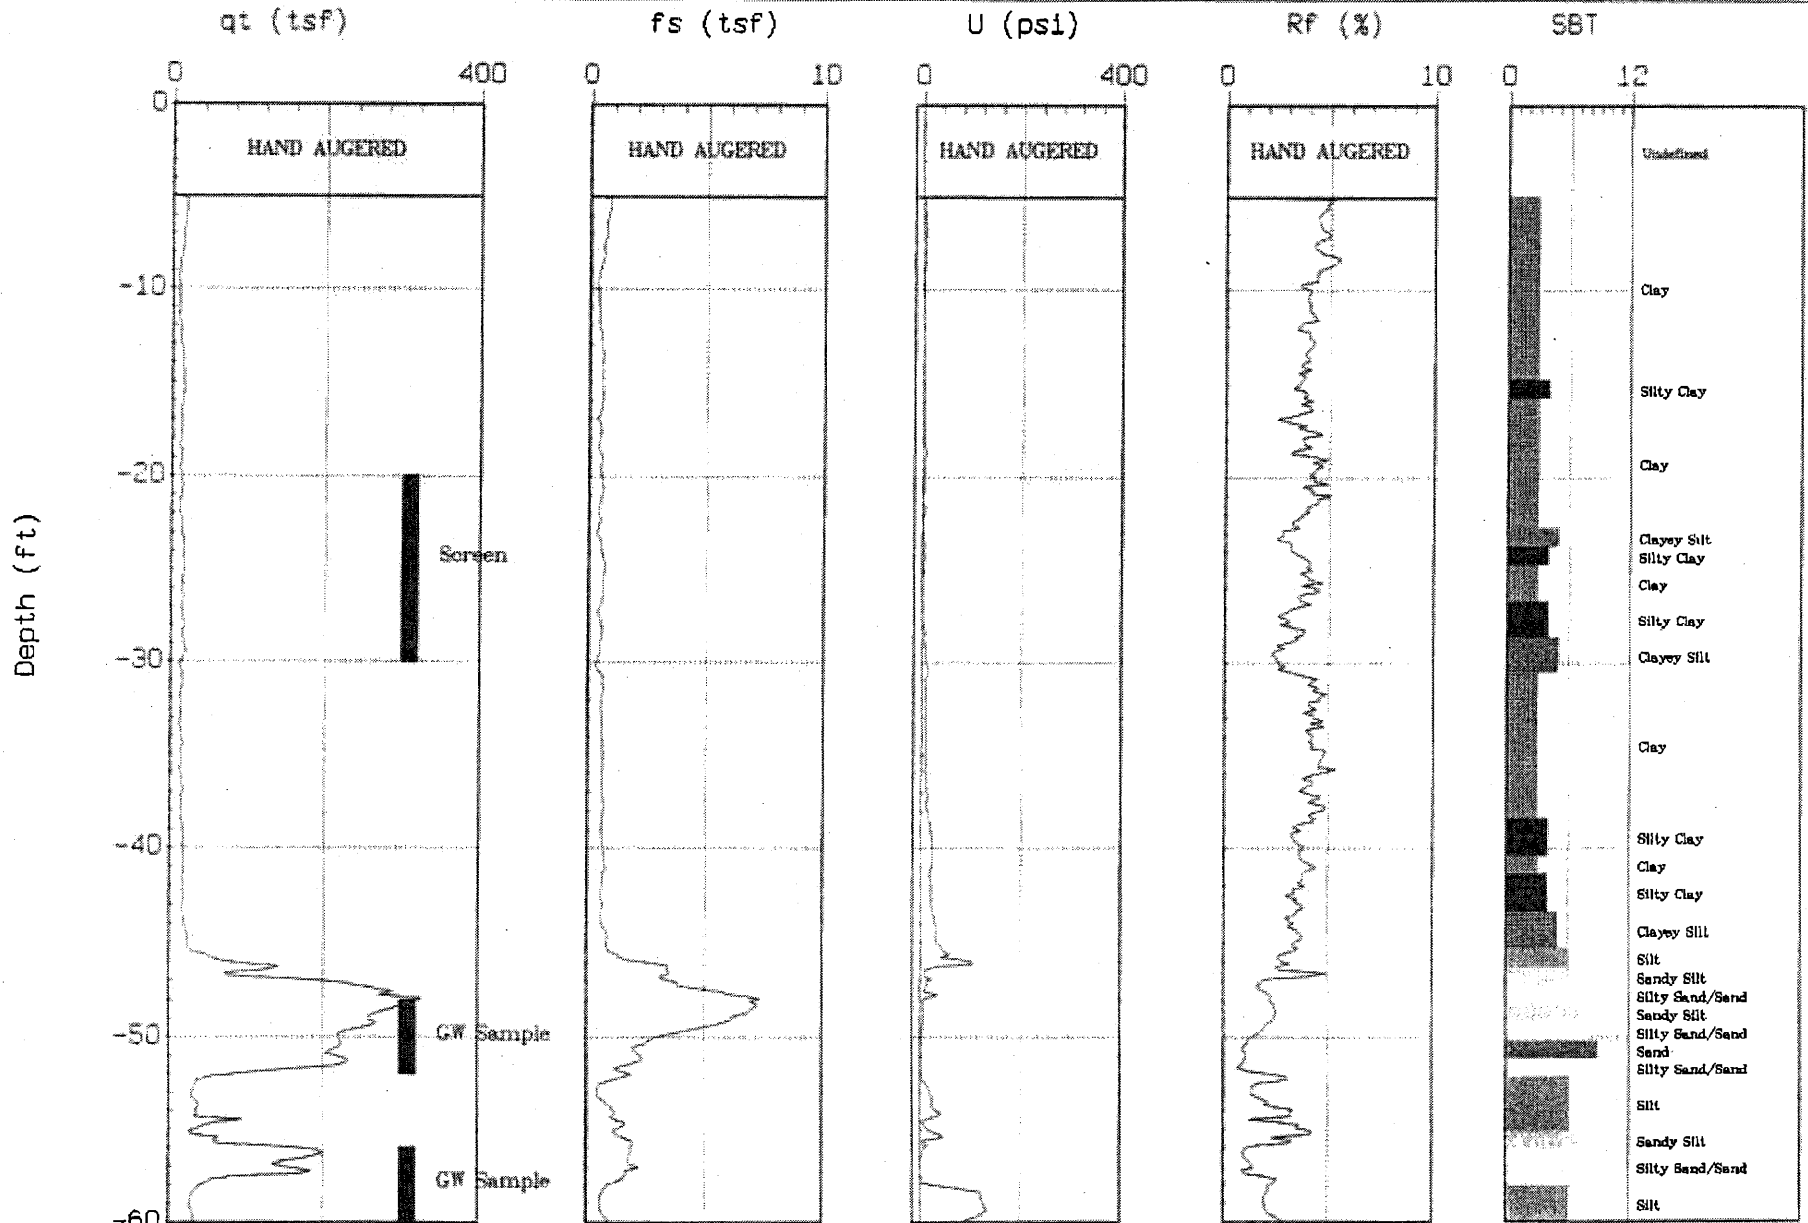 qt (tsf) fs (tsf) U (psi) Rf (%) SBT
0 400 0 10 0 400 0 10 0 12
0
HAND AUGERED HAND AUGERED HAND AUGERED HAND AUGERED Undefined
-10 Clay
Silty Clay
-20 Clay
Clayey Silt
Screen Silty Clay
Clay
Silty Clay
-30 Clayey Silt
Depth (ft)
Clay
-40 Silty Clay
Clay
Silty Clay
Clayey Silt
Silt
Sandy Silt
Silty Sand/Sand
Sandy Silt
-50 GW Sample Silty Sand/Sand
Sand
Silty Sand/Sand
Silt
Sandy Silt
GW Sample Silty Sand/Sand
Silt
-60